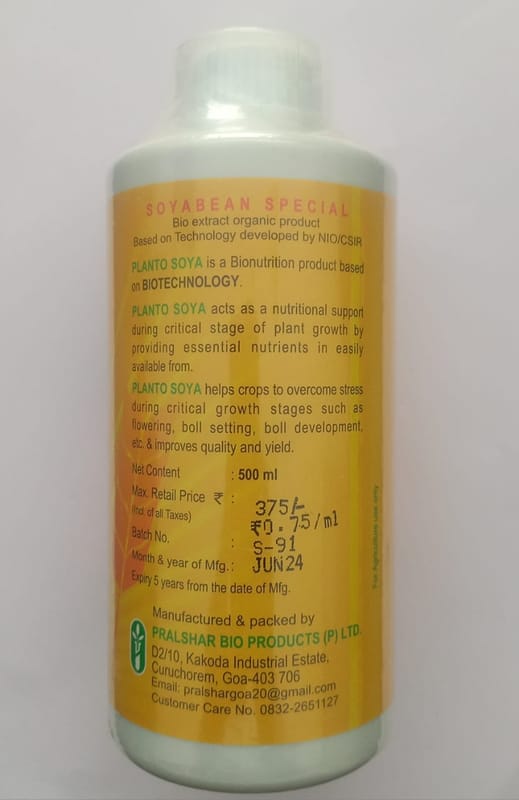 SOYABEAN SPECIAL
Bio extract organic product
Based on Technology developed by NIO/CSIR
PLANTO SOYA is a Bionutrition product based
on BIOTECHNOLOGY.
PLANTO SOYA acts as a nutritional support
during critical stage of plant growth by
providing essential nutrients in easily
available from.
PLANTO SOYA helps crops to overcome stress
during critical growth stages such as
flowering, boll setting, boll development,
etc. & improves quality and yield.
Net Content : 500 ml
Max. Retail Price ₹ : 375/-
(Incl. of all Taxes) ₹0.75/ml
Batch No. : S-91
Month & year of Mfg.: JUN24
Expiry 5 years from the date of Mfg.
For Agriculture use only
Manufactured & packed by
PRALSHAR BIO PRODUCTS (P) LTD.
D2/10, Kakoda Industrial Estate,
Curuchorem, Goa-403 706
Email: pralshargoa20@gmail.com
Customer Care No. 0832-2651127